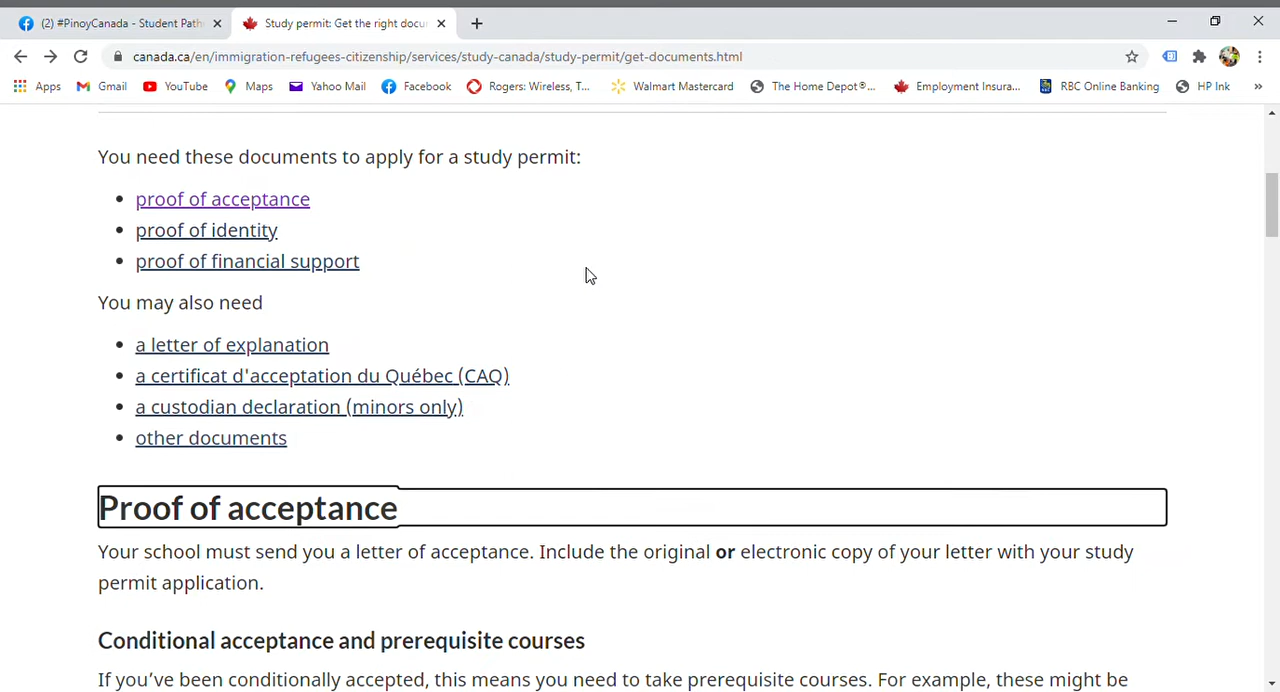 (2) #PinoyCanada - Student Path
Study permit: Get the right docu
canada.ca/en/immigration-refugees-citizenship/services/study-canada/study-permit/get-documents.html
Apps Gmail YouTube Maps Yahoo Mail Facebook Rogers: Wireless, T... Walmart Mastercard The Home Depot®... Employment Insura... RBC Online Banking HP Ink »
You need these documents to apply for a study permit:
• proof of acceptance
• proof of identity
• proof of financial support
You may also need
• a letter of explanation
• a certificat d'acceptation du Québec (CAQ)
• a custodian declaration (minors only)
• other documents
Proof of acceptance
Your school must send you a letter of acceptance. Include the original or electronic copy of your letter with your study
permit application.
Conditional acceptance and prerequisite courses
If you’ve been conditionally accepted, this means you need to take prerequisite courses. For example, these might be